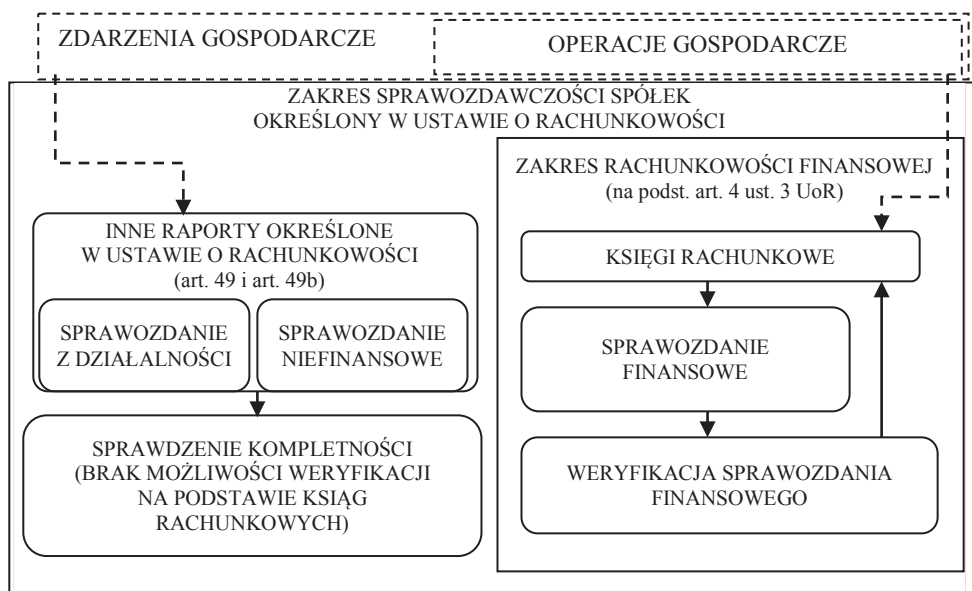 ZDARZENIA GOSPODARCZE
OPERACJE GOSPODARCZE
ZAKRES SPRAWOZDAWCZOŚCI SPÓŁEK
OKREŚLONY W USTAWIE O RACHUNKOWOŚCI
INNE RAPORTY OKREŚLONE
W USTAWIE O RACHUNKOWOŚCI
(art. 49 i art. 49b)
SPRAWOZDANIE
Z DZIAŁALNOŚCI
SPRAWOZDANIE
NIEFINANSOWE
SPRAWDZENIE KOMPLETNOŚCI
(BRAK MOŻLIWOŚCI WERYFIKACJI
NA PODSTAWIE KSIĄG
RACHUNKOWYCH)
ZAKRES RACHUNKOWOŚCI FINANSOWEJ
(na podst. art. 4 ust. 3 UoR)
KSIĘGI RACHUNKOWE
SPRAWOZDANIE
FINANSOWE
WERYFIKACJA SPRAWOZDANIA
FINANSOWEGO